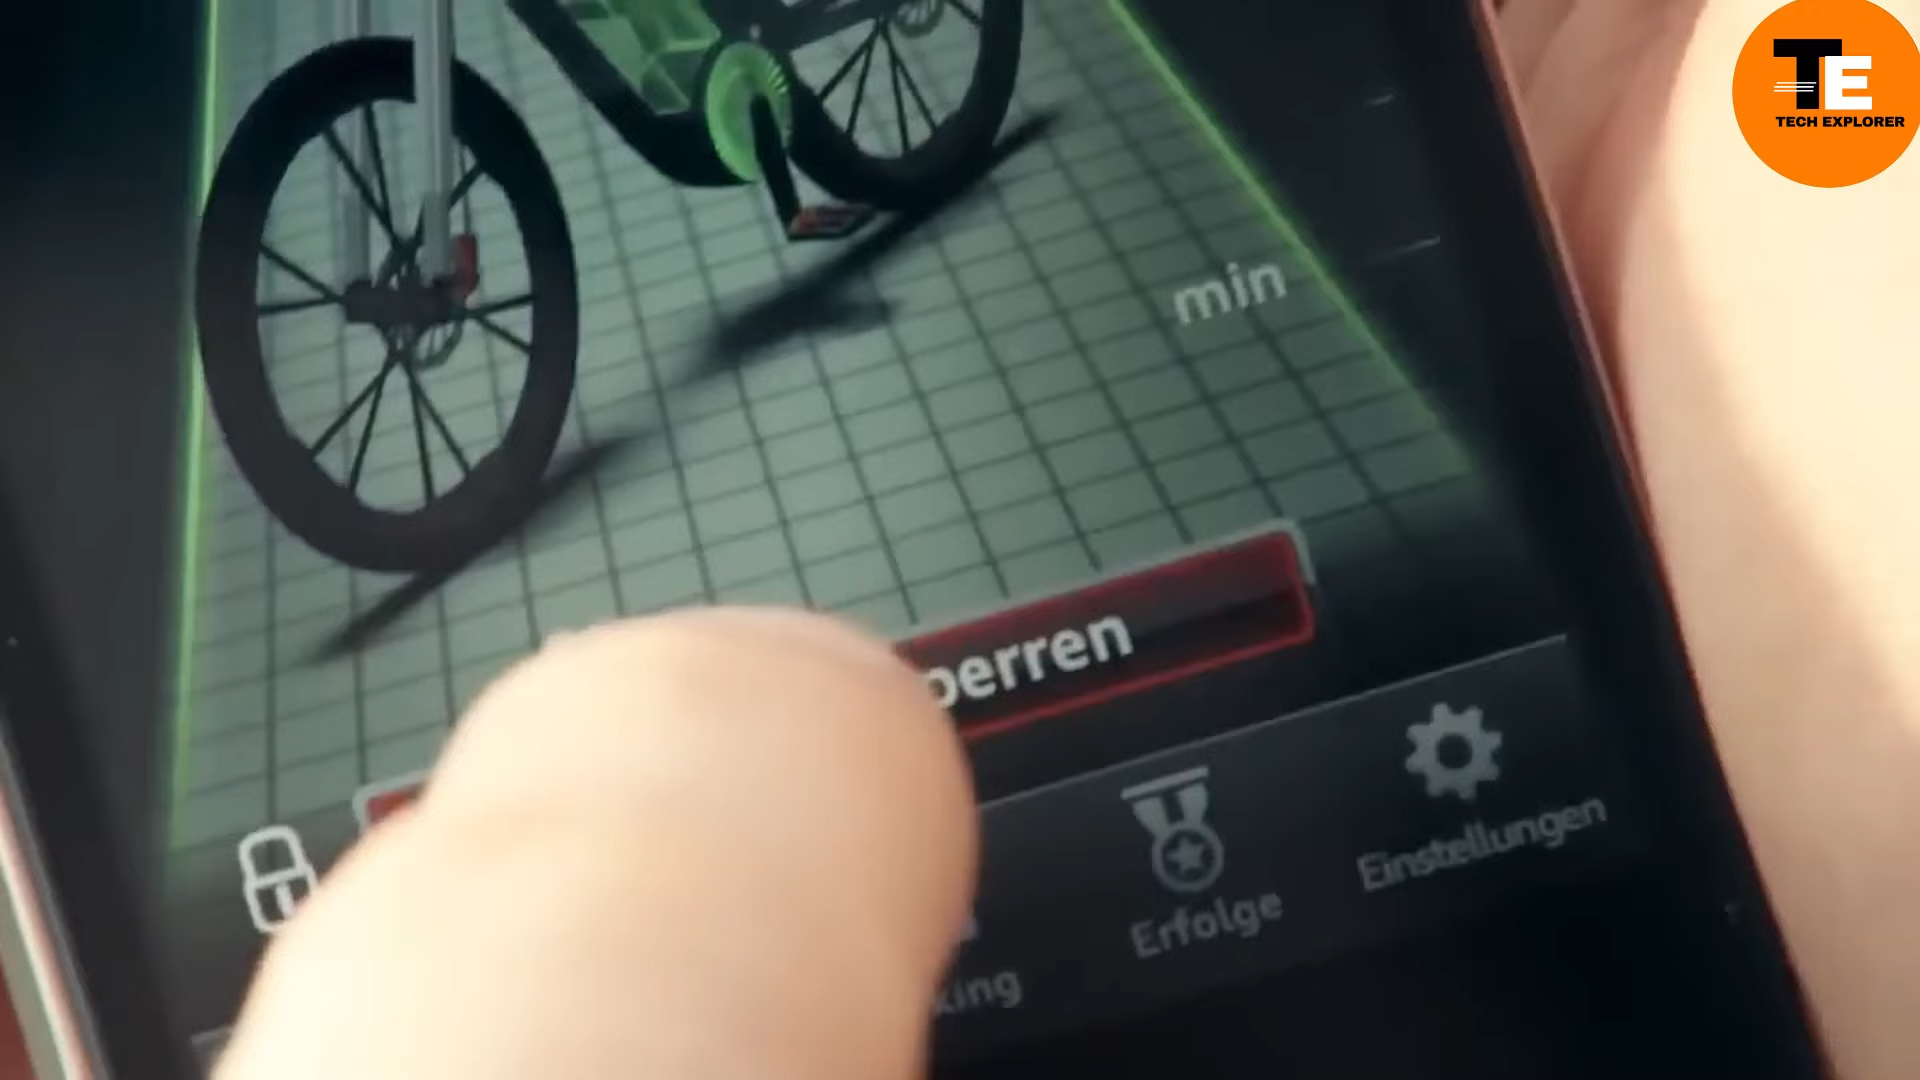 TE
TECH EXPLORER
min
perren
Erfolge
Einstellungen
king